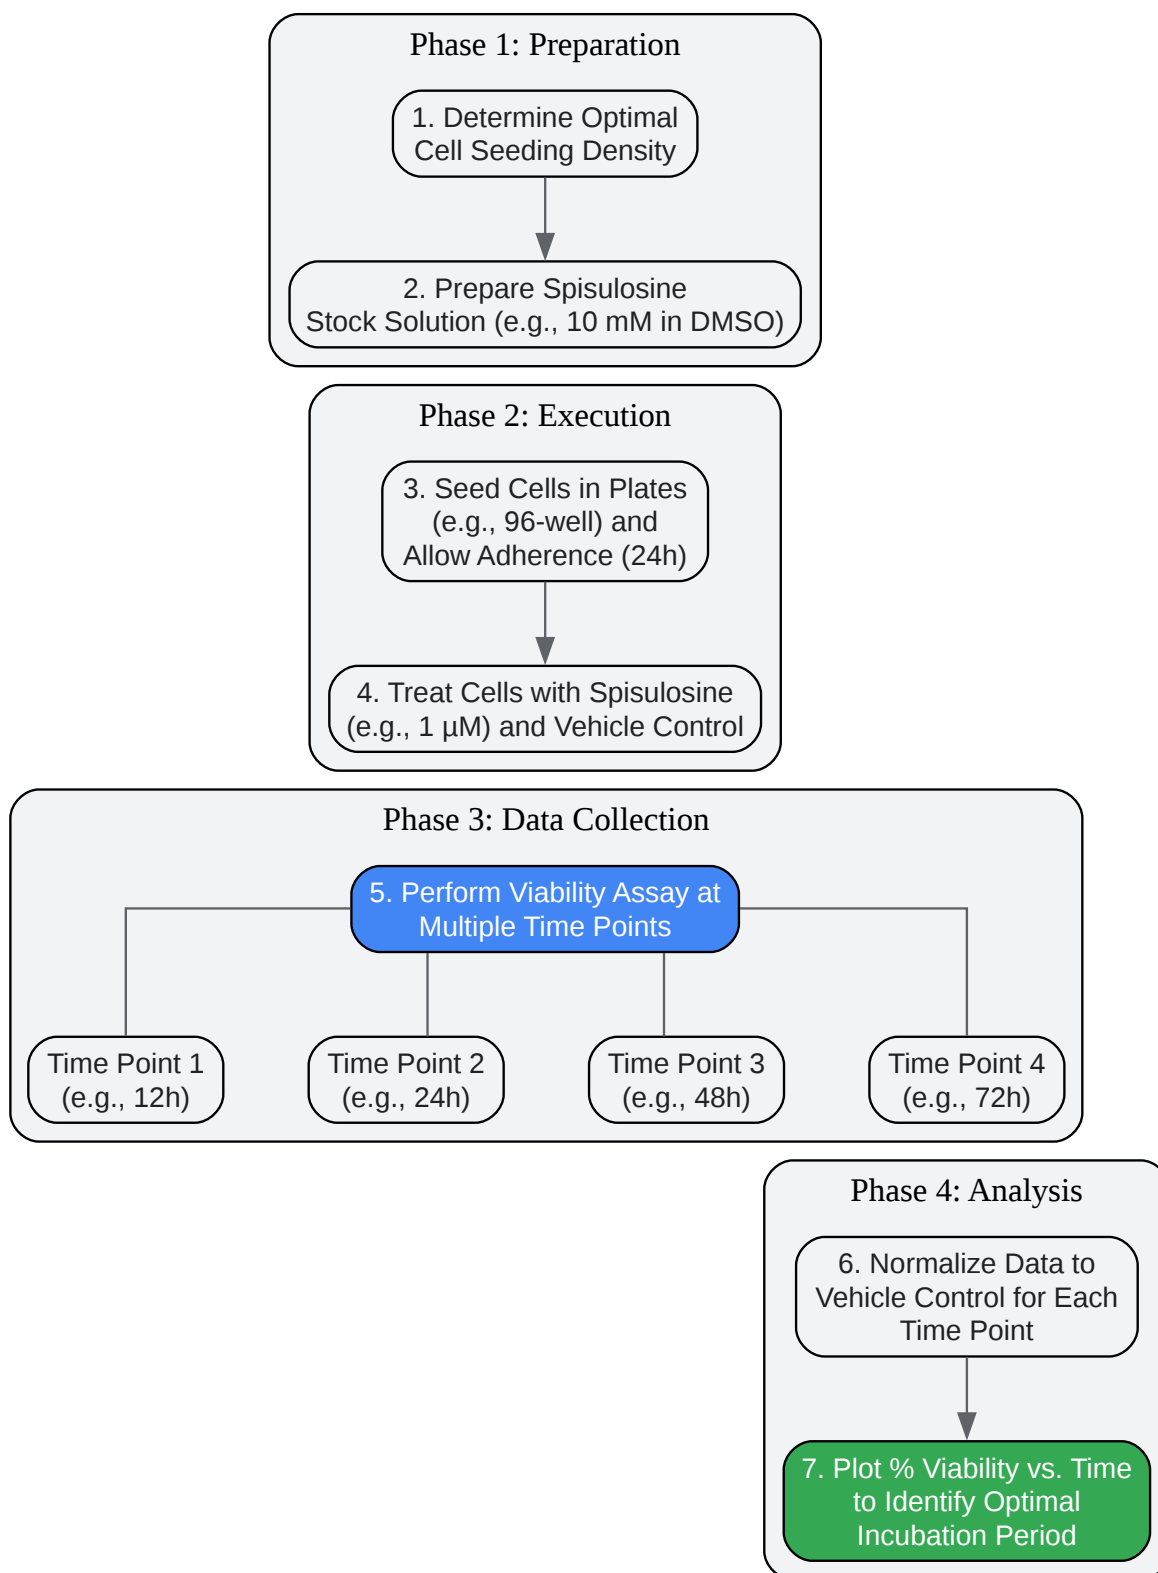 Phase 1: Preparation
1. Determine Optimal
Cell Seeding Density
2. Prepare Spisulosine
Stock Solution (e.g., 10 mM in DMSO)
Phase 2: Execution
3. Seed Cells in Plates
(e.g., 96-well) and
Allow Adherence (24h)
4. Treat Cells with Spisulosine
(e.g., 1 µM) and Vehicle Control
Phase 3: Data Collection
5. Perform Viability Assay at
Multiple Time Points
Time Point 1
(e.g., 12h)
Time Point 2
(e.g., 24h)
Time Point 3
(e.g., 48h)
Time Point 4
(e.g., 72h)
Phase 4: Analysis
6. Normalize Data to
Vehicle Control for Each
Time Point
7. Plot % Viability vs. Time
to Identify Optimal
Incubation Period